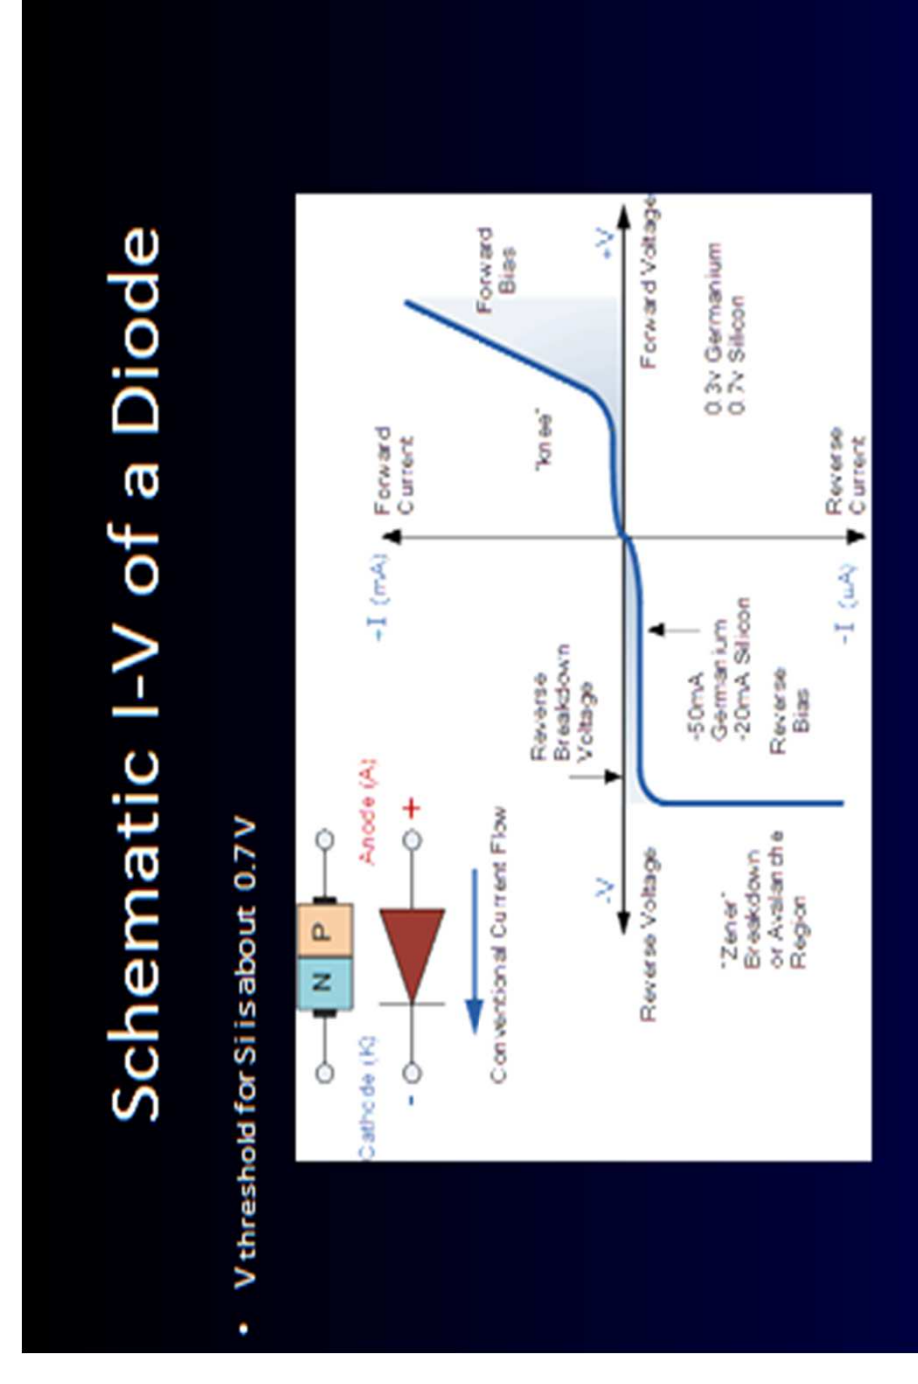 Schematic I-V of a Diode
• V threshold for Si is about 0.7 V
N P
Cathode (K) Anode (A)
- +
Conventional Current Flow
+I (mA)
Forward
Current
Reverse
Breakdown
Voltage
"knee"
Forward
Bias
-V
+V
Reverse Voltage
Forward Voltage
-50mA
Germanium
-20mA Silicon
0.3v Germanium
0.7v Silicon
"Zener"
Breakdown
or Avalanche
Region
Reverse
Bias
-I (uA)
Reverse
Current